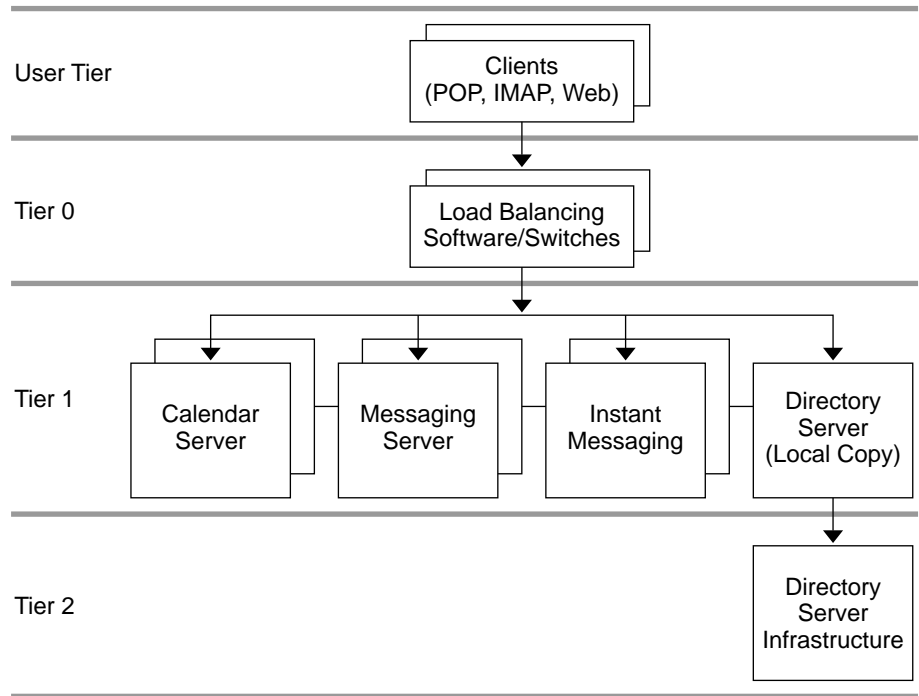 User Tier
Clients
(POP, IMAP, Web)
Tier 0
Load Balancing
Software/Switches
Tier 1
Calendar
Server
Messaging
Server
Instant
Messaging
Directory
Server
(Local Copy)
Tier 2
Directory
Server
Infrastructure